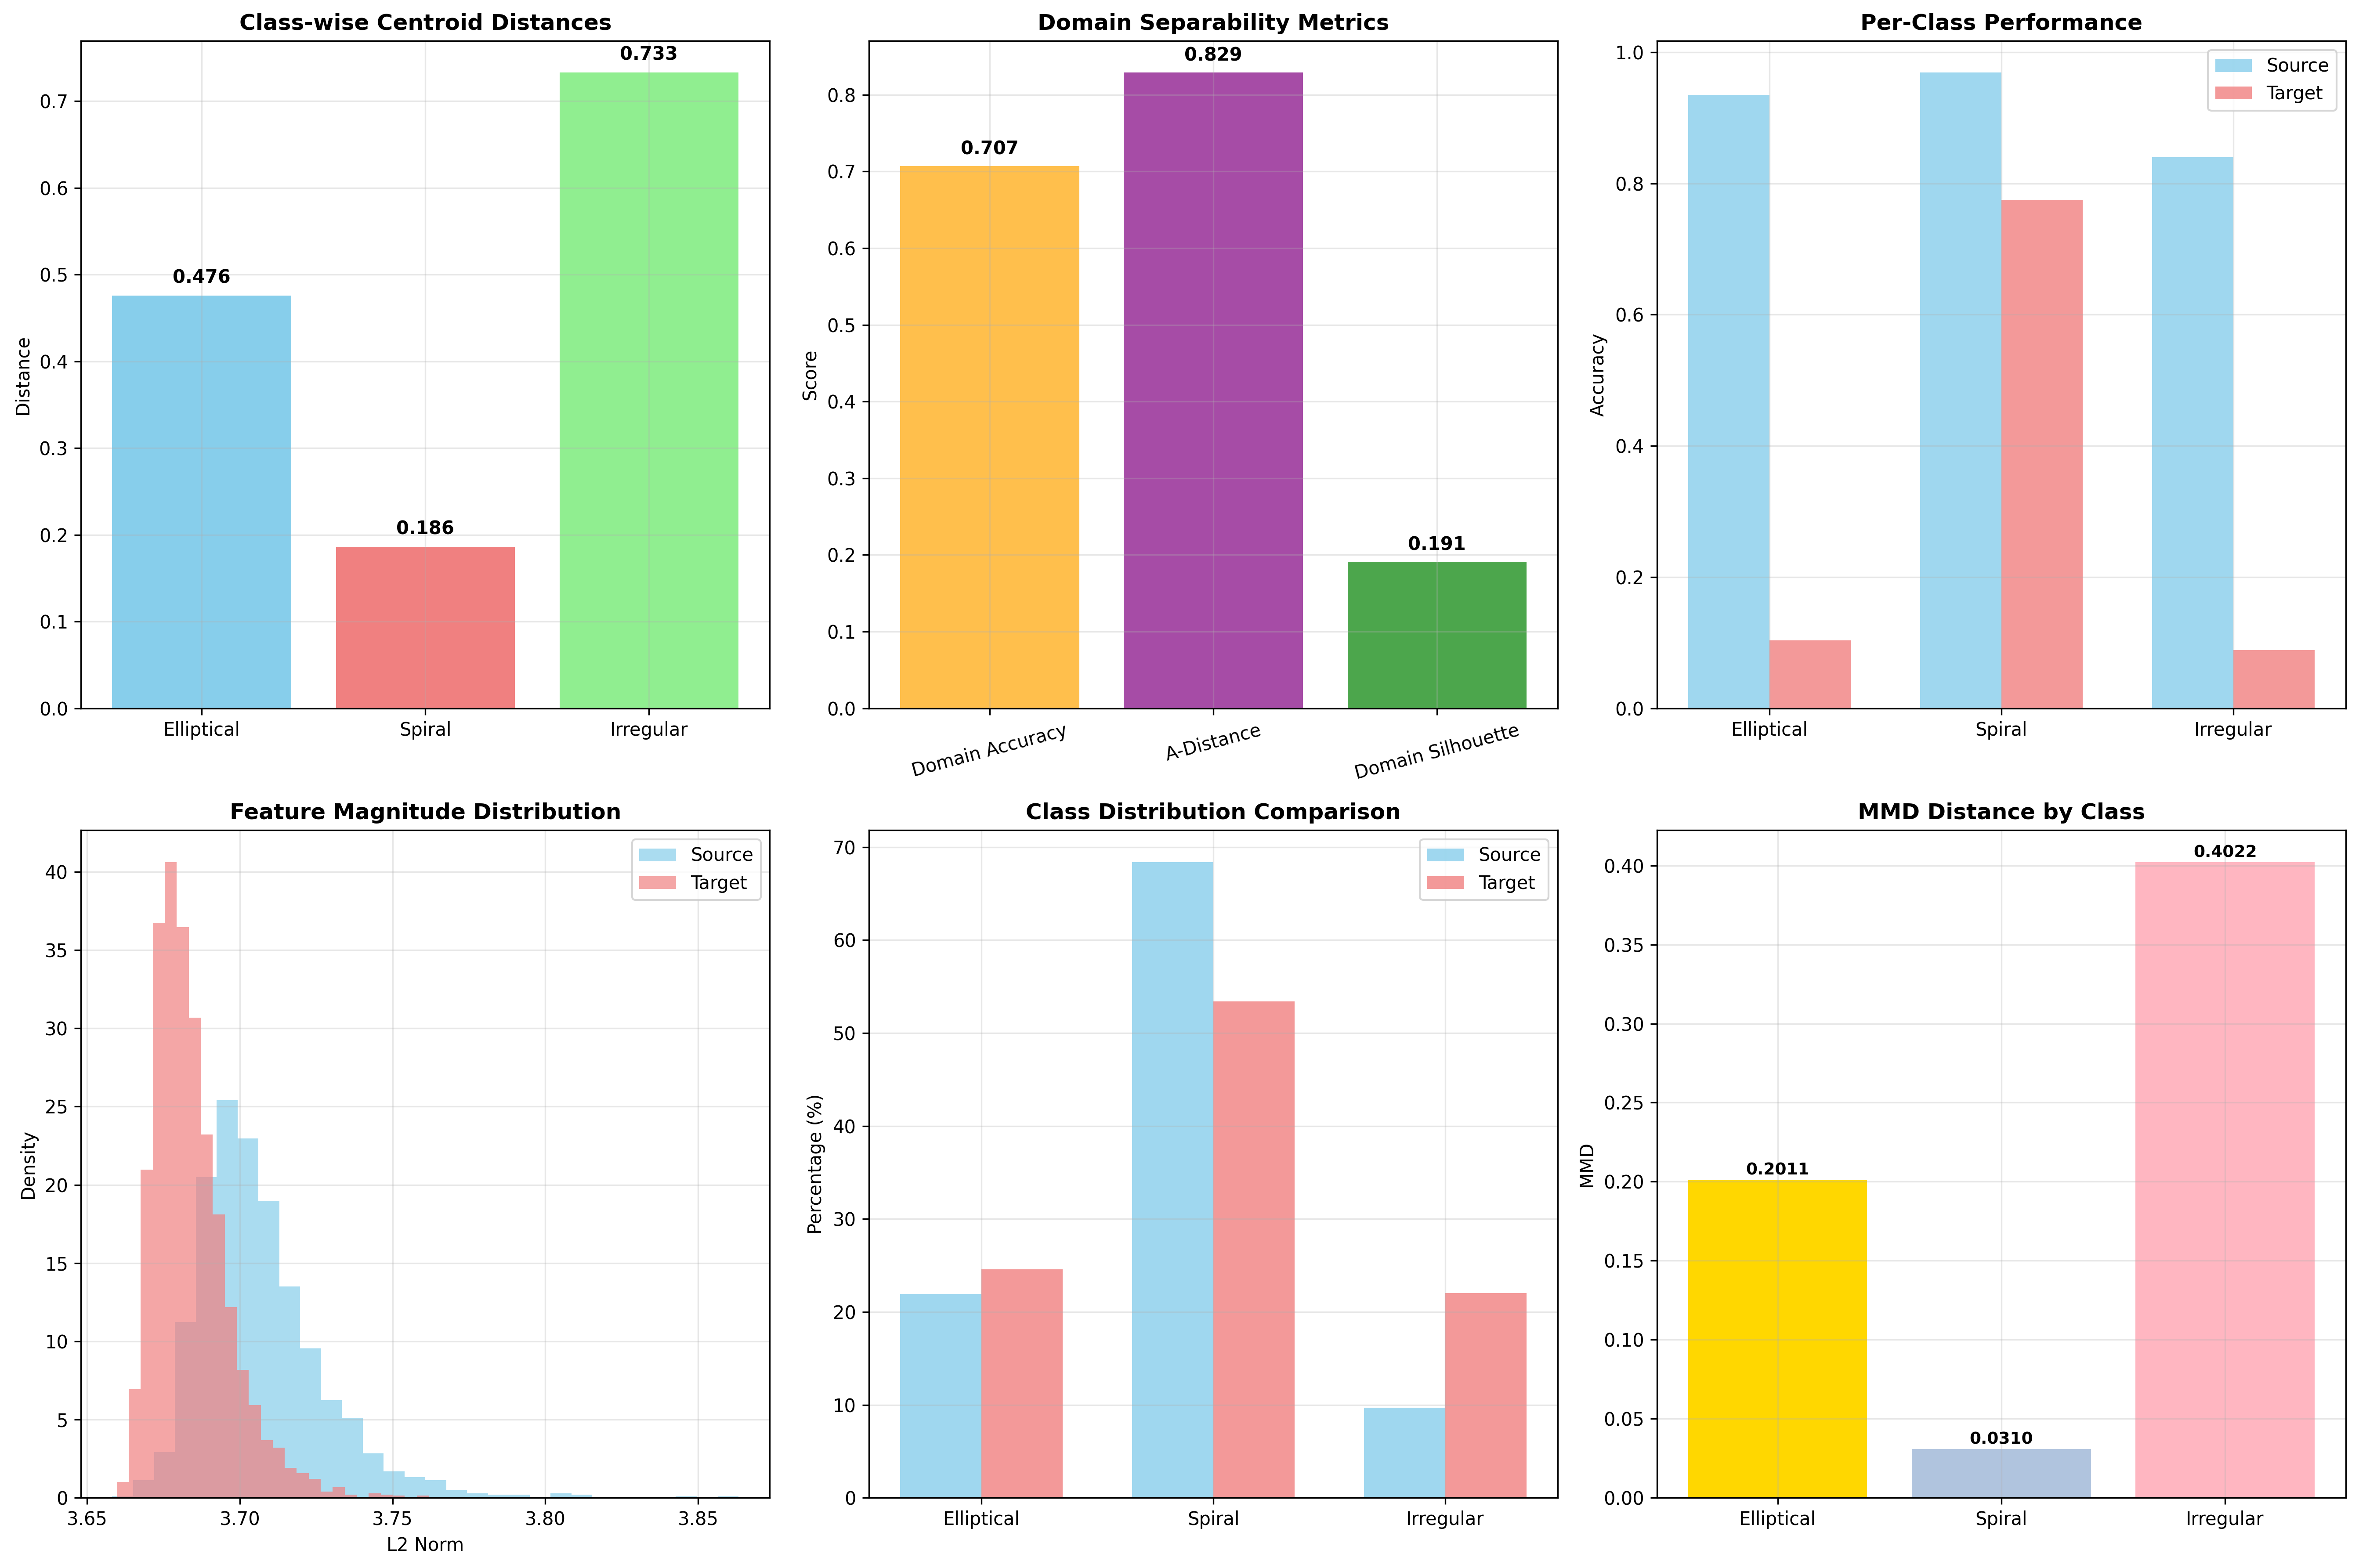 Class-wise Centroid Distances
Distance
0.0
0.1
0.2
0.3
0.4
0.5
0.6
0.7
0.476
0.186
0.733
Elliptical
Spiral
Irregular
Domain Separability Metrics
Score
0.0
0.1
0.2
0.3
0.4
0.5
0.6
0.7
0.8
0.707
0.829
0.191
Domain Accuracy
A-Distance
Domain Silhouette
Per-Class Performance
Accuracy
0.0
0.2
0.4
0.6
0.8
1.0
Source
Target
Elliptical
Spiral
Irregular
Feature Magnitude Distribution
Density
0
5
10
15
20
25
30
35
40
Source
Target
3.65
3.70
3.75
3.80
3.85
L2 Norm
Class Distribution Comparison
Percentage (%)
0
10
20
30
40
50
60
70
Source
Target
Elliptical
Spiral
Irregular
MMD Distance by Class
MMD
0.00
0.05
0.10
0.15
0.20
0.25
0.30
0.35
0.40
0.2011
0.0310
0.4022
Elliptical
Spiral
Irregular